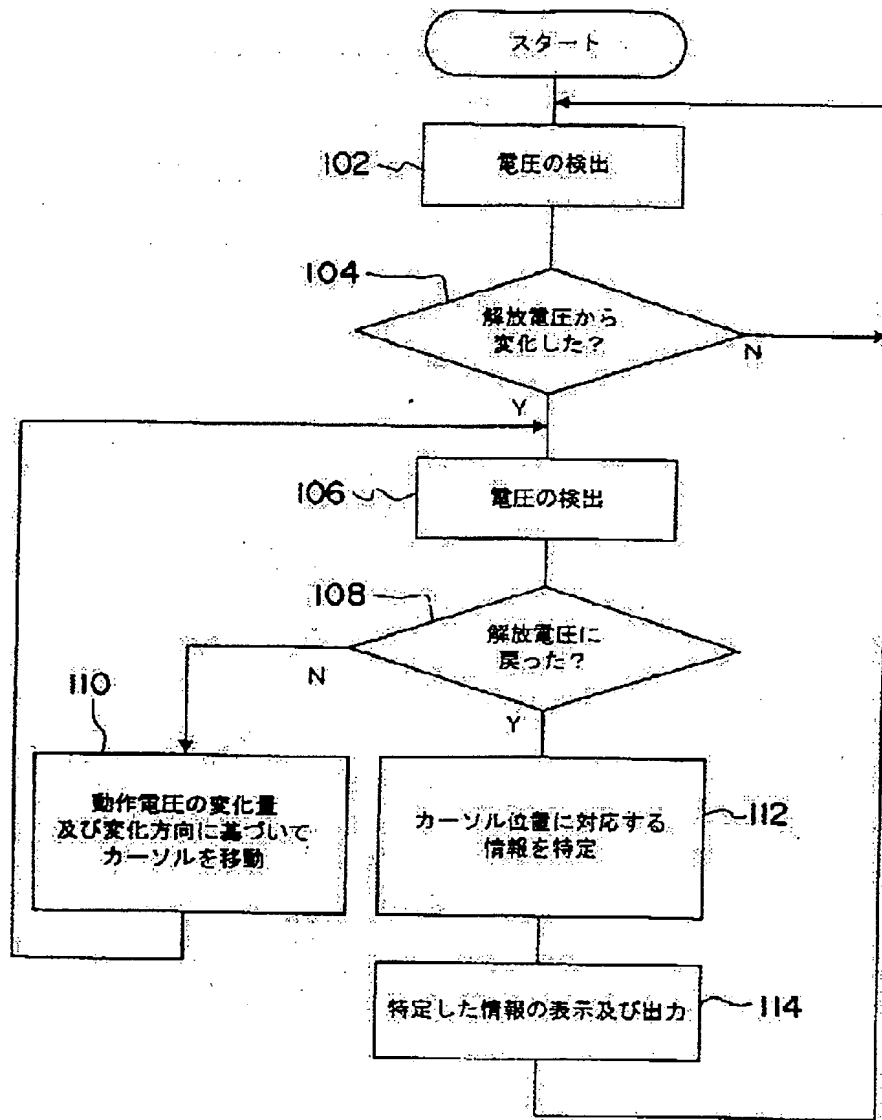 スタート
102
電圧の検出
104
解放電圧から
変化した?
N
Y
106
電圧の検出
108
解放電圧に
戻った?
N
Y
110
動作電圧の変化量
及び変化方向に基づいて
カーソルを移動
カーソル位置に対応する
情報を特定
112
特定した情報の表示及び出力
114